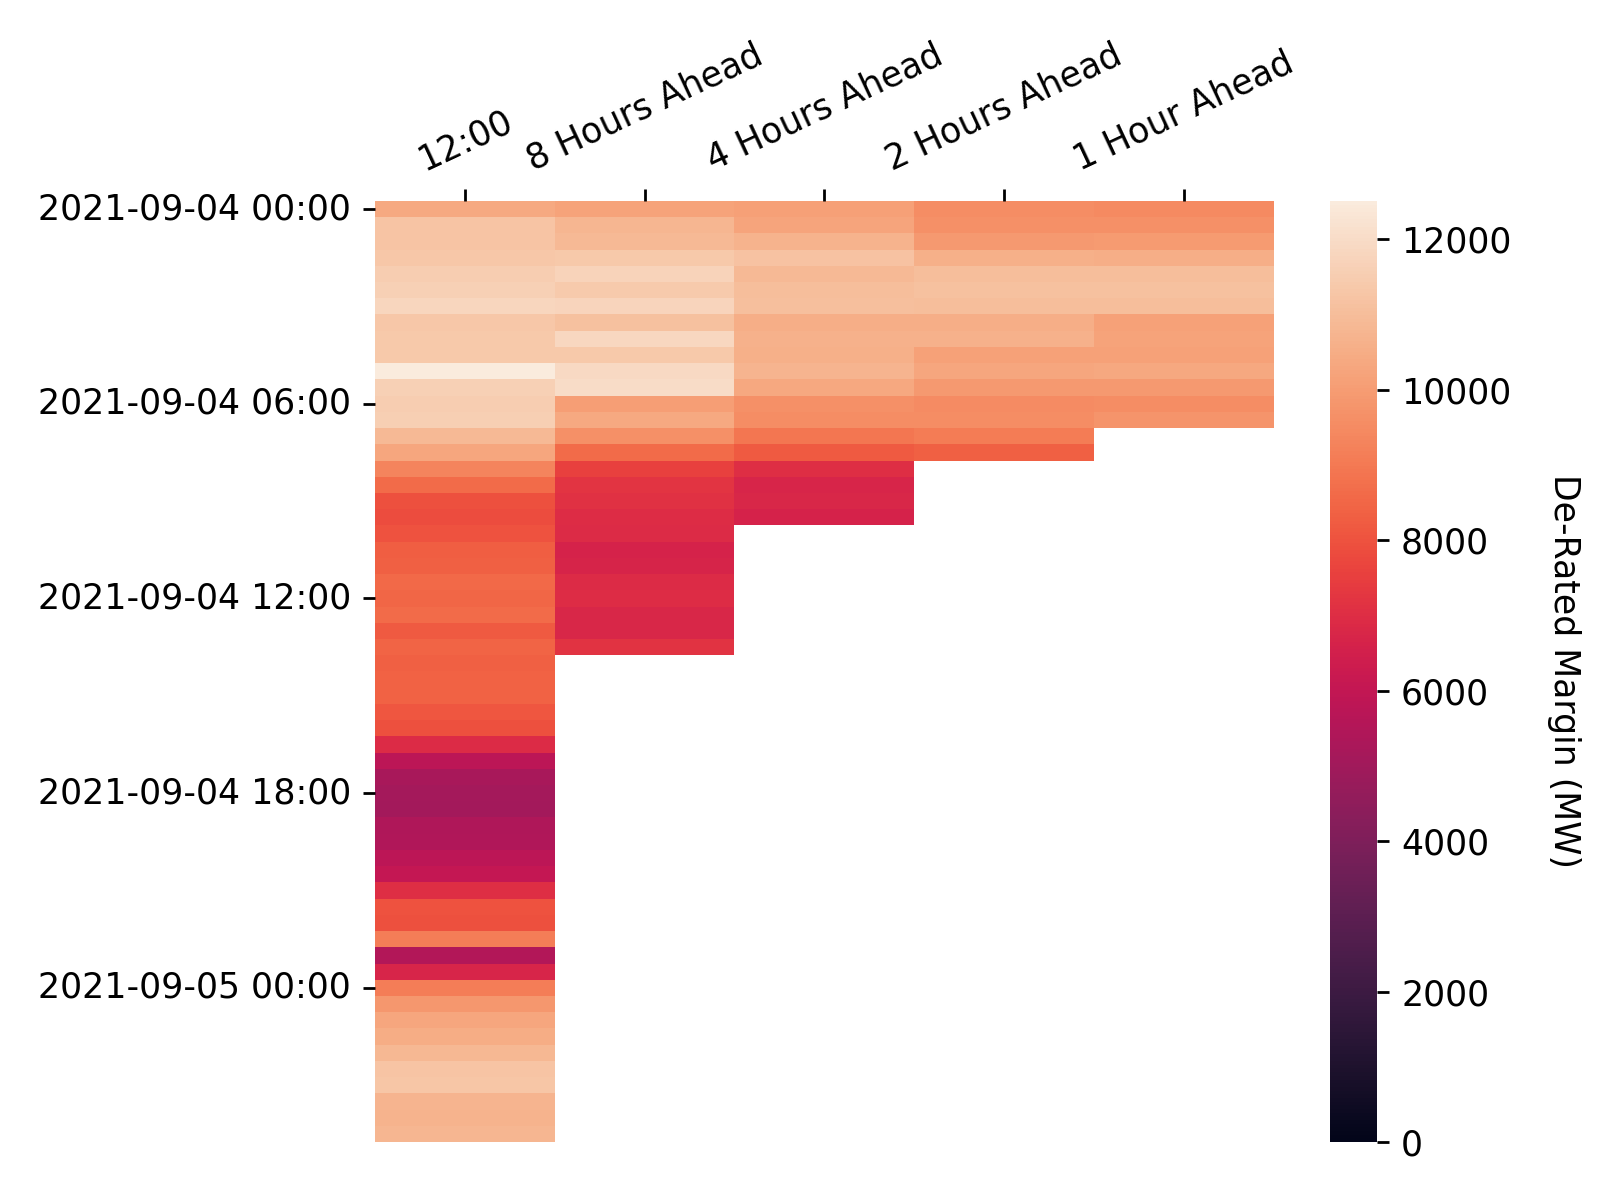 12:00
8 Hours Ahead
4 Hours Ahead
2 Hours Ahead
1 Hour Ahead
2021-09-04 00:00
2021-09-04 06:00
2021-09-04 12:00
2021-09-04 18:00
2021-09-05 00:00
12000
10000
8000
6000
4000
2000
0
De-Rated Margin (MW)